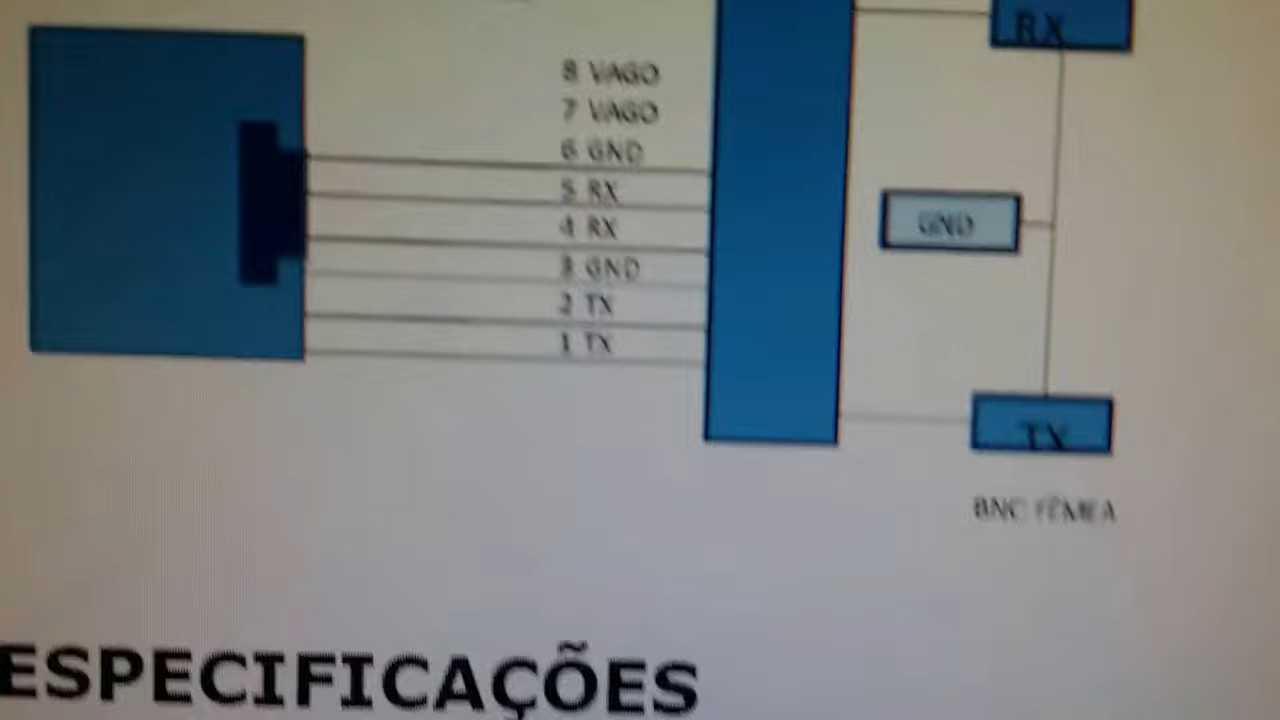 RX
8 VAGO
7 VAGO
6 GND
5 RX
4 RX
3 GND
2 TX
1 TX
GND
TX
BNC FÊMEA
ESPECIFICAÇÕES